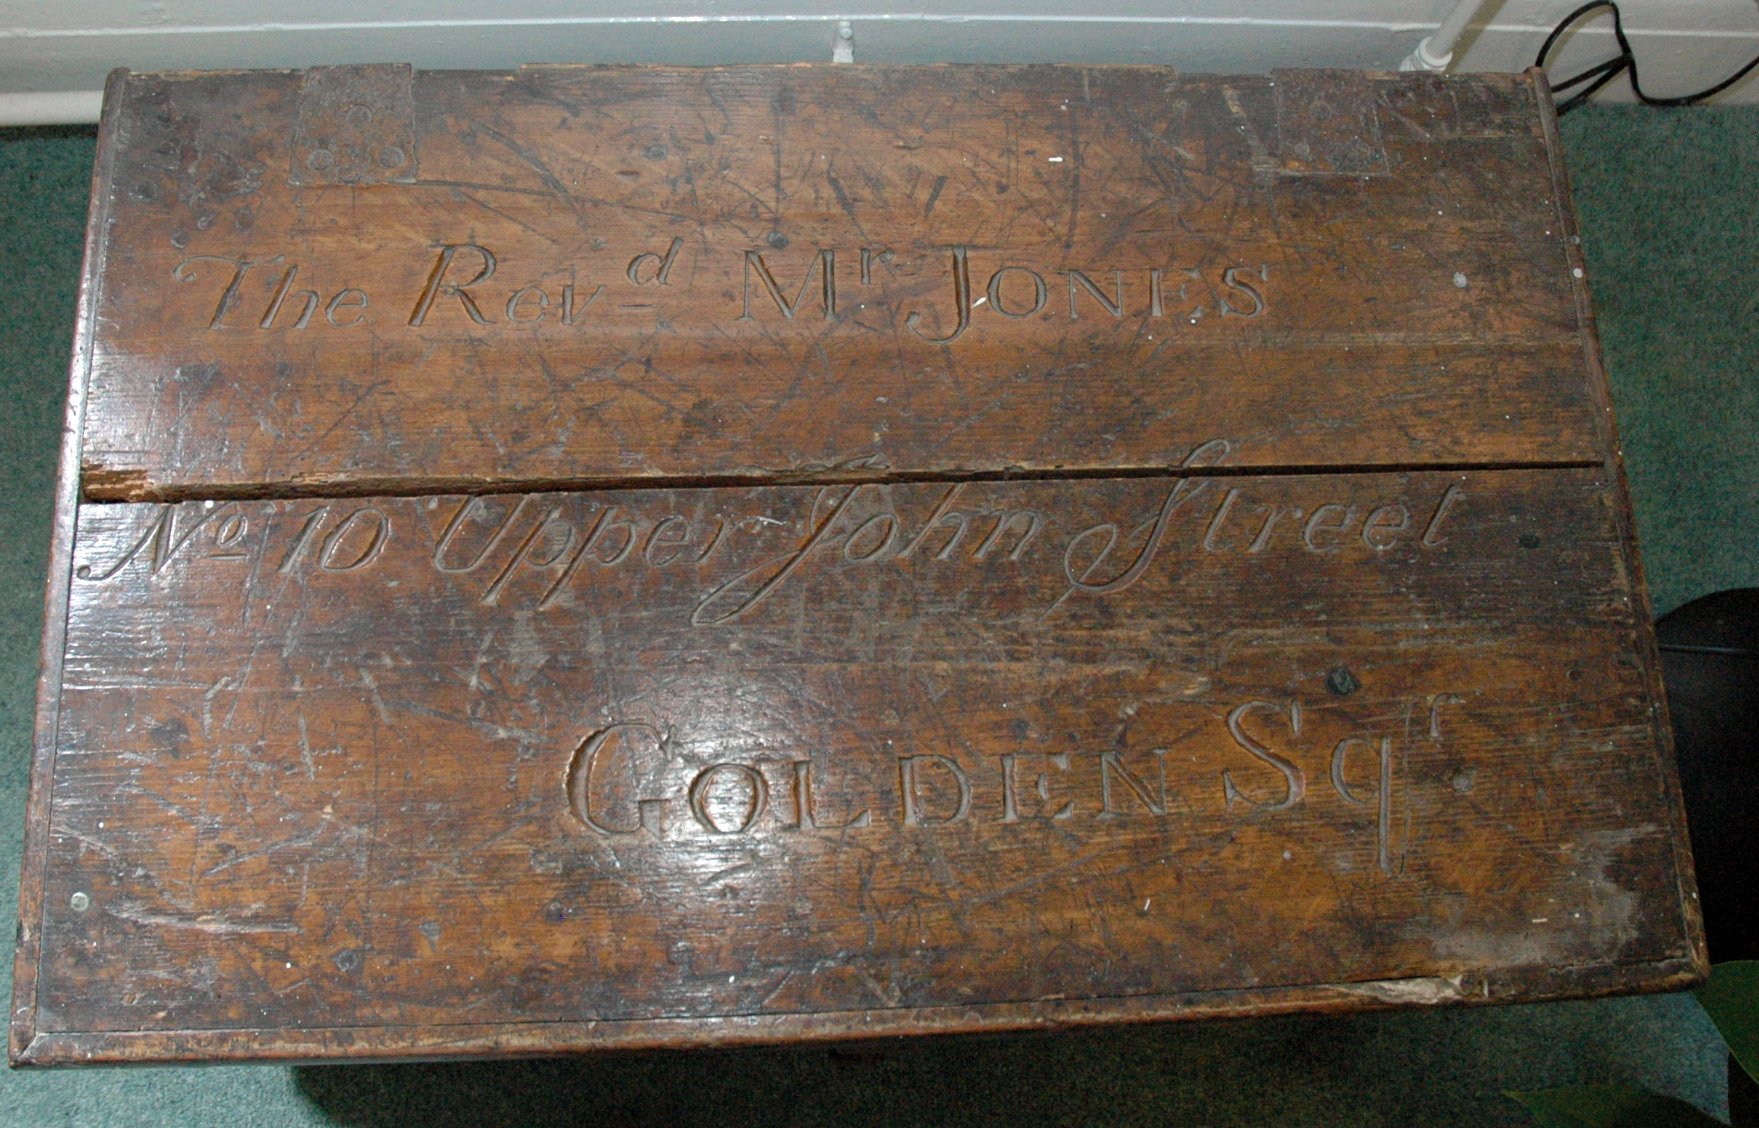 The Revd Mr JONES
No 10 Upper John Street
GOLDEN Sqr